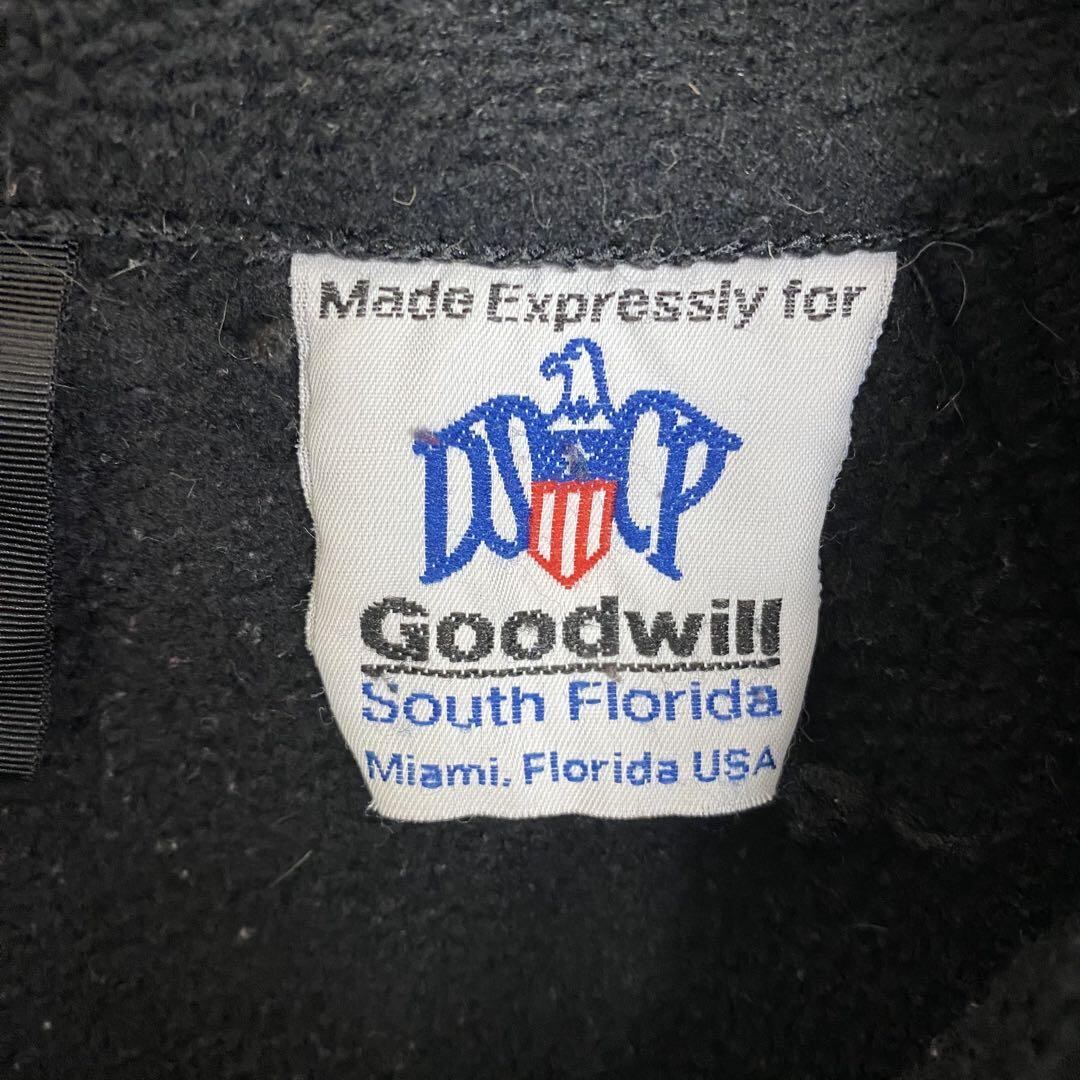 Made Expressly for
DSCP
Goodwill
South Florida
Miami, Florida USA